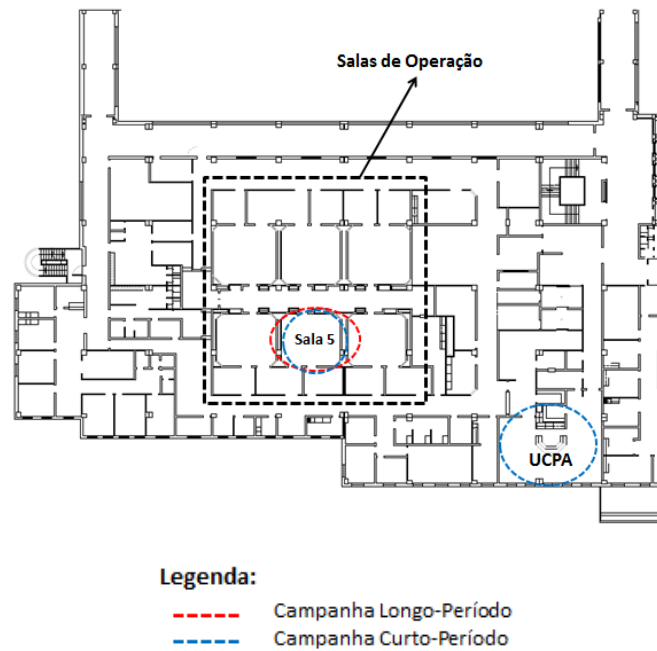 Salas de Operação
Sala 5
UCPA
Legenda:
Campanha Longo-Período
Campanha Curto-Período